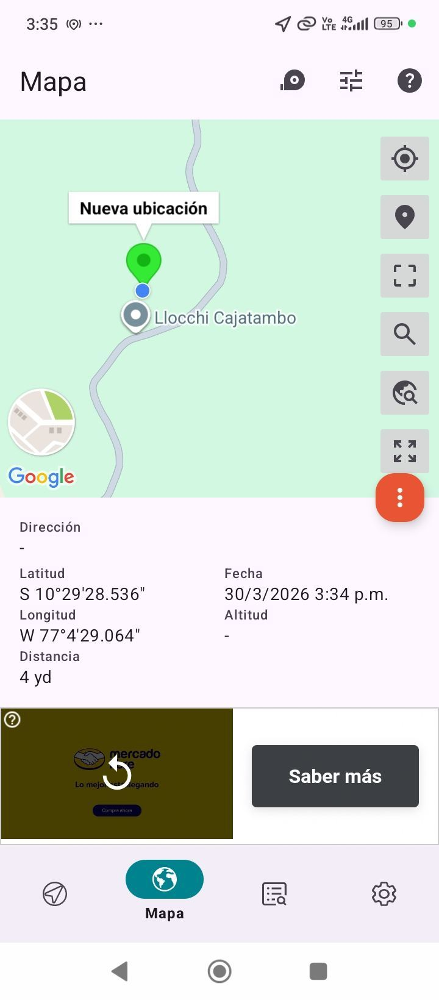 3:35
Vo
LTE
4G
95
Mapa
Nueva ubicación
Llocchi Cajatambo
Google
Dirección
-
Latitud
Fecha
S 10°29'28.536"
30/3/2026 3:34 p.m.
Longitud
Altitud
W 77°4'29.064"
-
Distancia
4 yd
mercado
Lo mejor está llegando
Compra ahora
Saber más
Mapa